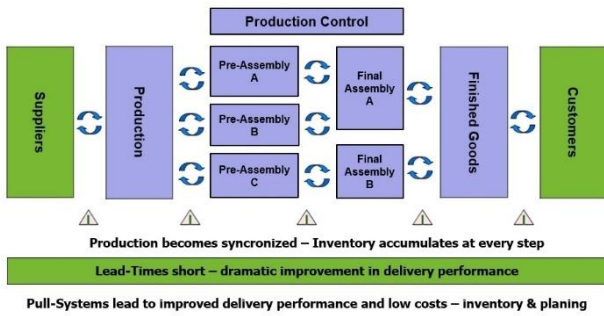 Production Control
Suppliers
Production
Pre-Assembly
A
Pre-Assembly
B
Pre-Assembly
C
Final
Assembly
A
Final
Assembly
B
Finished Goods
Customers
I
I
I
I
I
Production becomes syncronized – Inventory accumulates at every step
Lead-Times short – dramatic improvement in delivery performance
Pull-Systems lead to improved delivery performance and low costs – inventory & planing